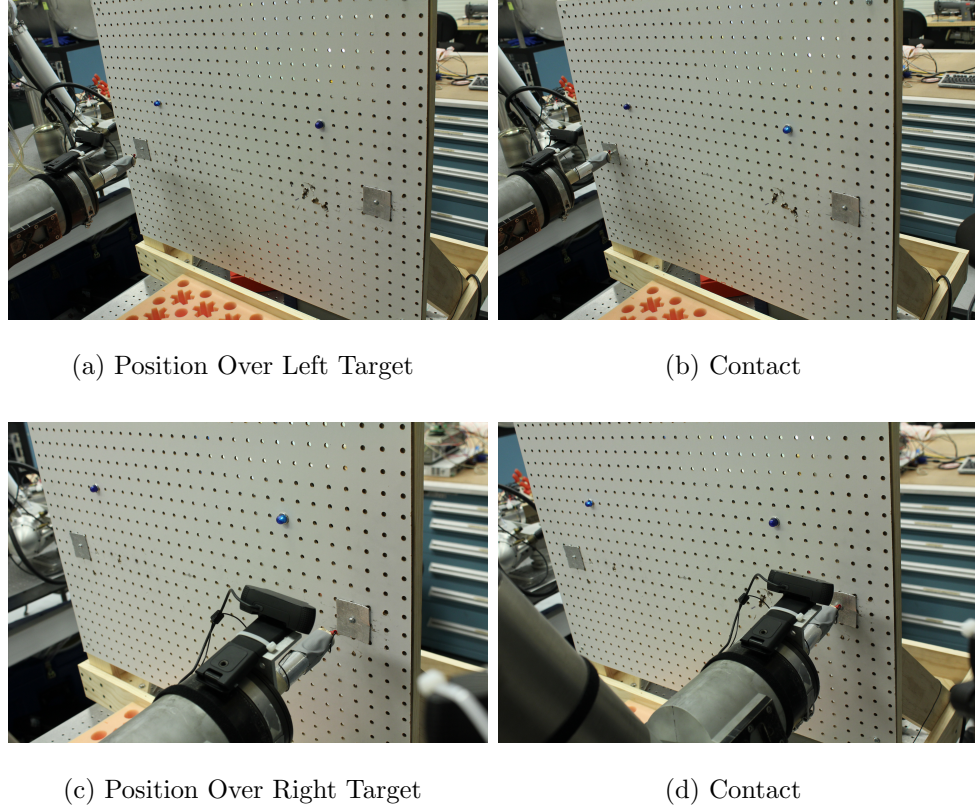 (a) Position Over Left Target
(b) Contact
(c) Position Over Right Target
(d) Contact